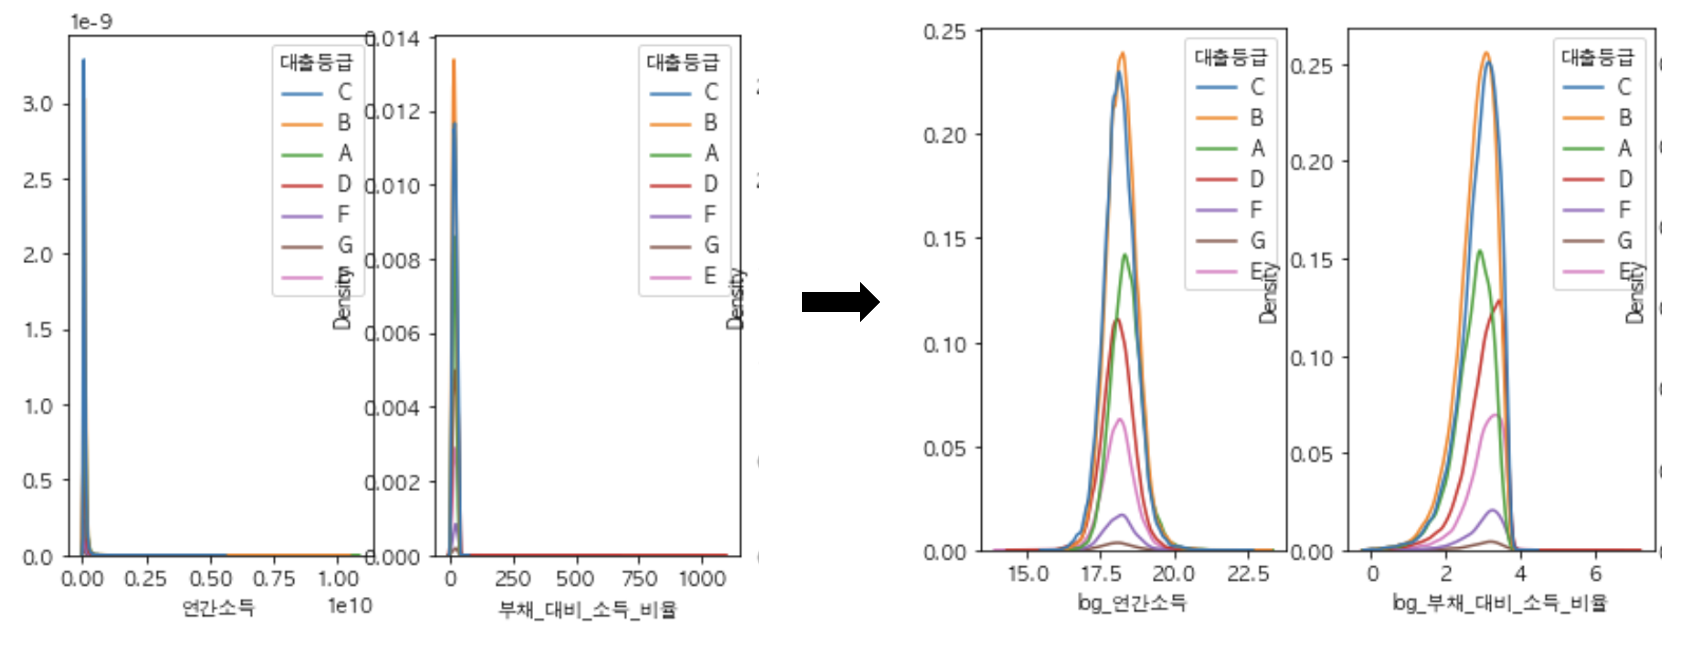 1e-9
3.0
2.5
2.0
1.5
1.0
0.5
0.0
0.00 0.25 0.50 0.75 1.00
1e10
연간소득
대출등급
C
B
A
D
F
G
E
Density
0.014
0.012
0.010
0.008
0.006
0.004
0.002
0.000
0 250 500 750 1000
부채_대비_소득_비율
대출등급
C
B
A
D
F
G
E
Density
0.25
0.20
0.15
0.10
0.05
0.00
15.0 17.5 20.0 22.5
log_연간소득
대출등급
C
B
A
D
F
G
E
Density
0.25
0.20
0.15
0.10
0.05
0.00
0 2 4 6
log_부채_대비_소득_비율
대출등급
C
B
A
D
F
G
E
Density